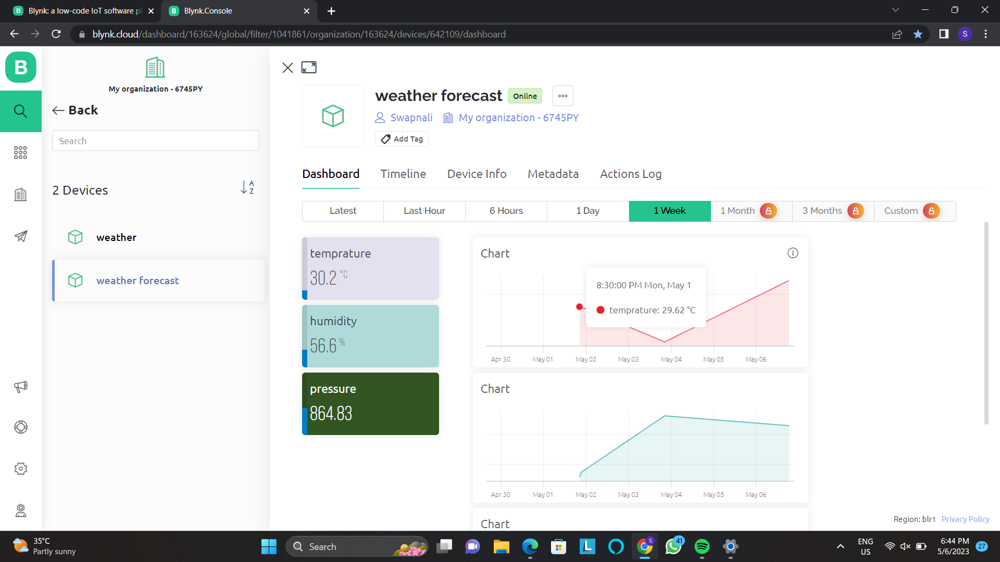 Blynk: a low-code IoT software pl
Blynk.Console
blynk.cloud/dashboard/163624/global/filter/1041861/organization/163624/devices/642109/dashboard
S
B
My organization - 6745PY
Back
Search
2 Devices
A
Z
weather
weather forecast
weather forecast
Online
Swapnali
My organization - 6745PY
Add Tag
Dashboard
Timeline
Device Info
Metadata
Actions Log
Latest
Last Hour
6 Hours
1 Day
1 Week
1 Month
3 Months
Custom
temprature
30.2 °C
humidity
56.6 %
pressure
864.83
Chart
8:30:00 PM Mon, May 1
temprature: 29.62 °C
Apr 30
May 01
May 02
May 03
May 04
May 05
May 06
Chart
Apr 30
May 01
May 02
May 03
May 04
May 05
May 06
Chart
Region: blr1
Privacy Policy
35°C
Partly sunny
Search
L
S
41
ENG
US
6:44 PM
5/6/2023
27